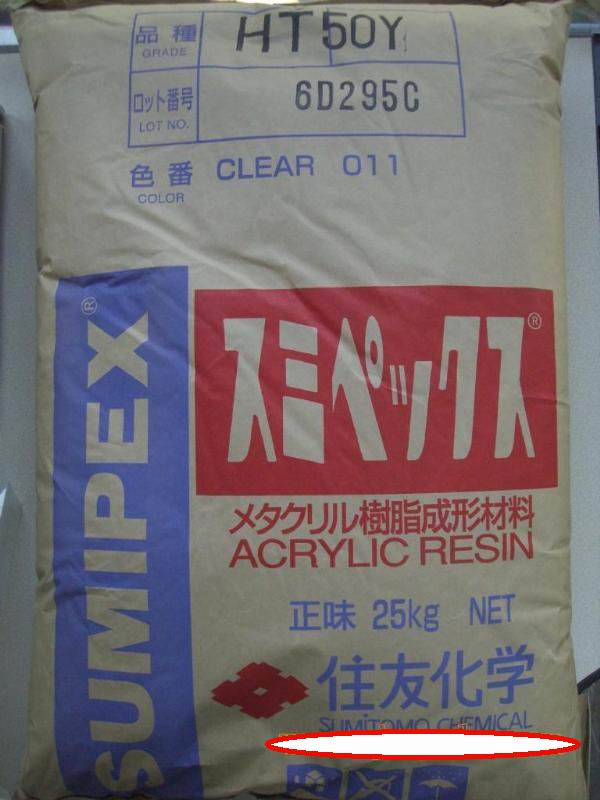 品種 HT50Y
GRADE
ロット番号 6D295C
LOT NO.
色番 CLEAR 011
COLOR
SUMIPEX®
スミペックス®
メタクリル樹脂成形材料
ACRYLIC RESIN
正味 25kg NET
住友化学
SUMITOMO CHEMICAL